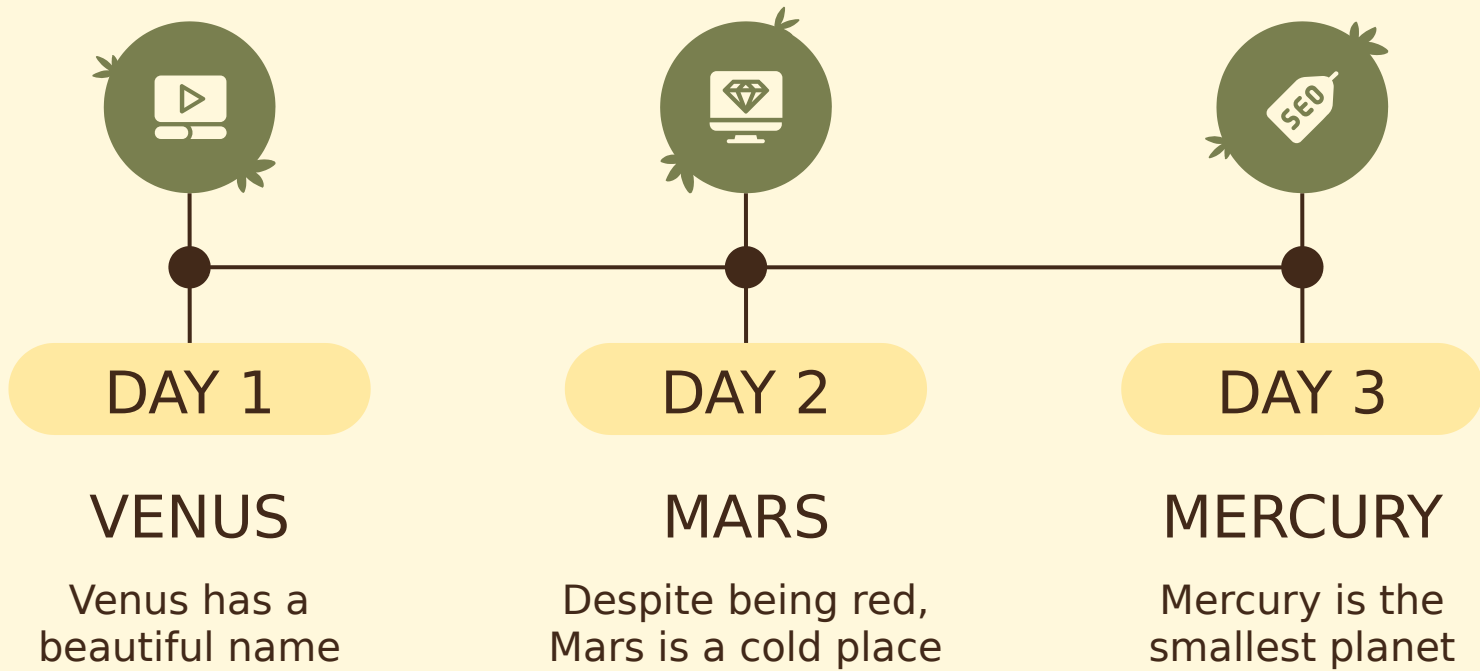 SEO
DAY 1
DAY 2
DAY 3
VENUS
MARS
MERCURY
Venus has a
beautiful name
Despite being red,
Mars is a cold place
Mercury is the
smallest planet